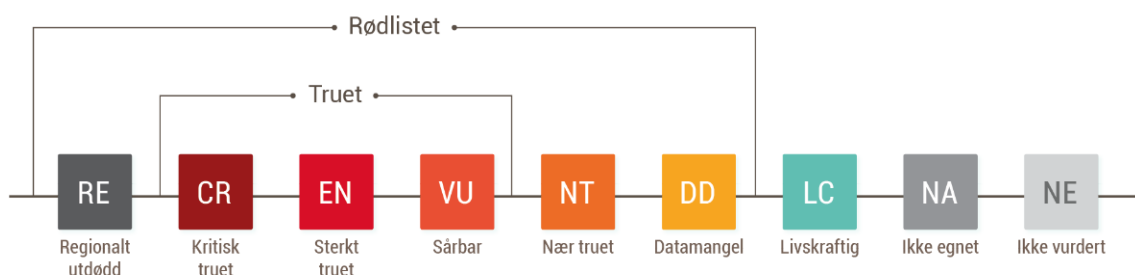 Rødlistet
Truet
RE CR EN VU NT DD LC NA NE
Regionalt Kritisk Sterkt Sårbar Nær truet Datamangel Livskraftig Ikke egnet Ikke vurdert
utdødd truet truet